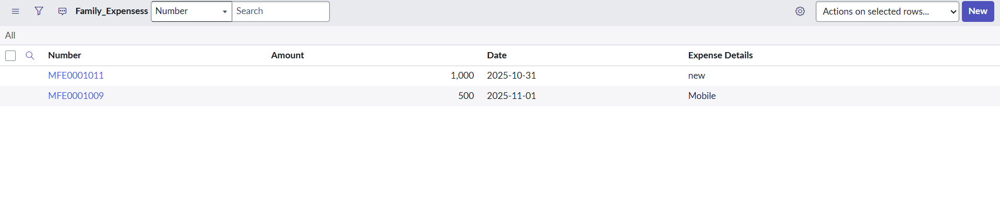 Family_Expensess Number Search Actions on selected rows... New
All
Number Amount Date Expense Details
MFE0001011 1,000 2025-10-31 new
MFE0001009 500 2025-11-01 Mobile